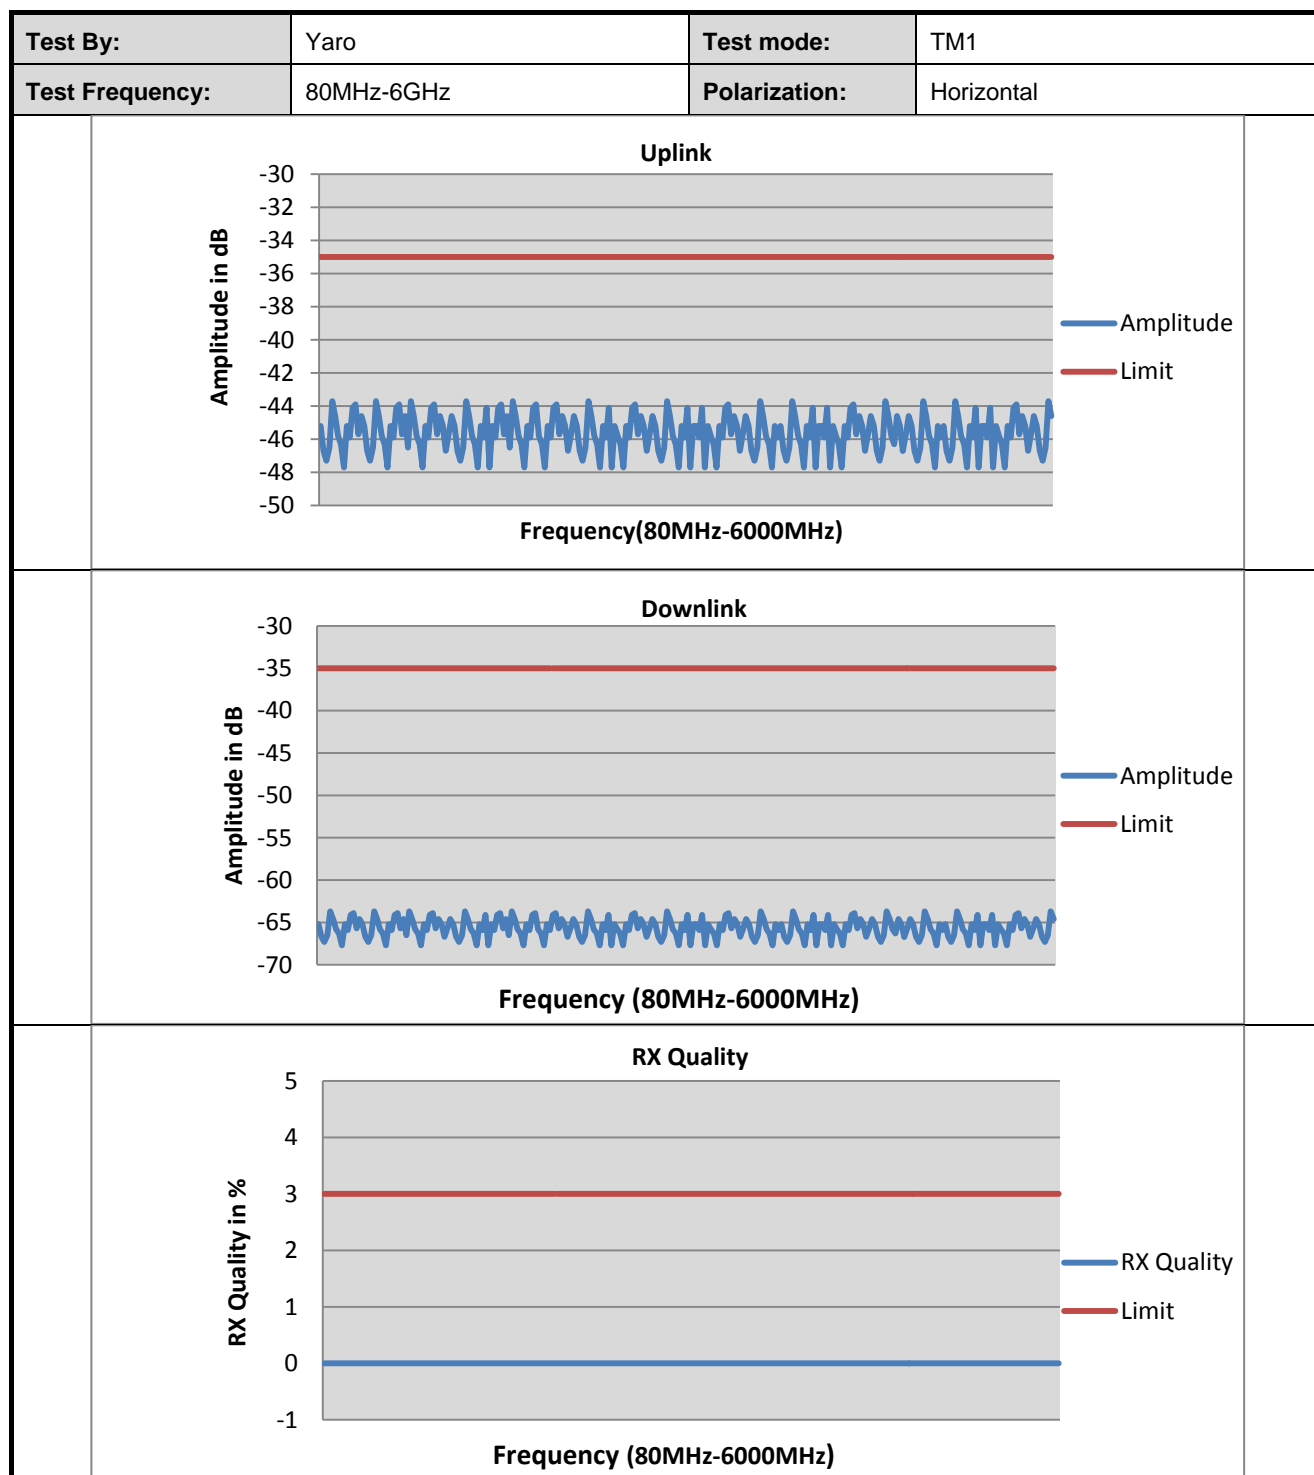 Test By: Yaro Test mode: TM1
Test Frequency: 80MHz-6GHz Polarization: Horizontal
Uplink
-30
-32
-34
-36
-38
-40
-42
-44
-46
-48
-50
Amplitude in dB
Frequency(80MHz-6000MHz)
Amplitude
Limit
Downlink
-30
-35
-40
-45
-50
-55
-60
-65
-70
Amplitude in dB
Frequency (80MHz-6000MHz)
Amplitude
Limit
RX Quality
5
4
3
2
1
0
-1
RX Quality in %
Frequency (80MHz-6000MHz)
RX Quality
Limit